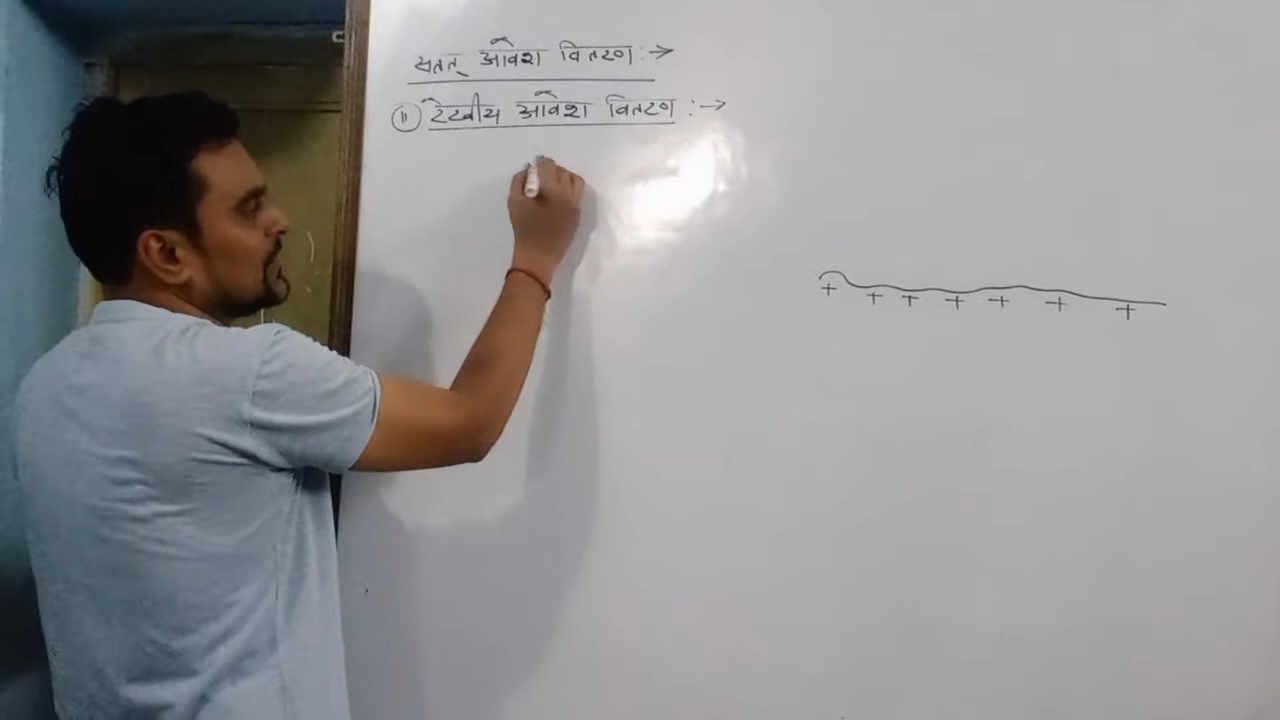 सतत् आवेश वितरण :→
① रेखीय आवेश वितरण :→
+ + + + + + +